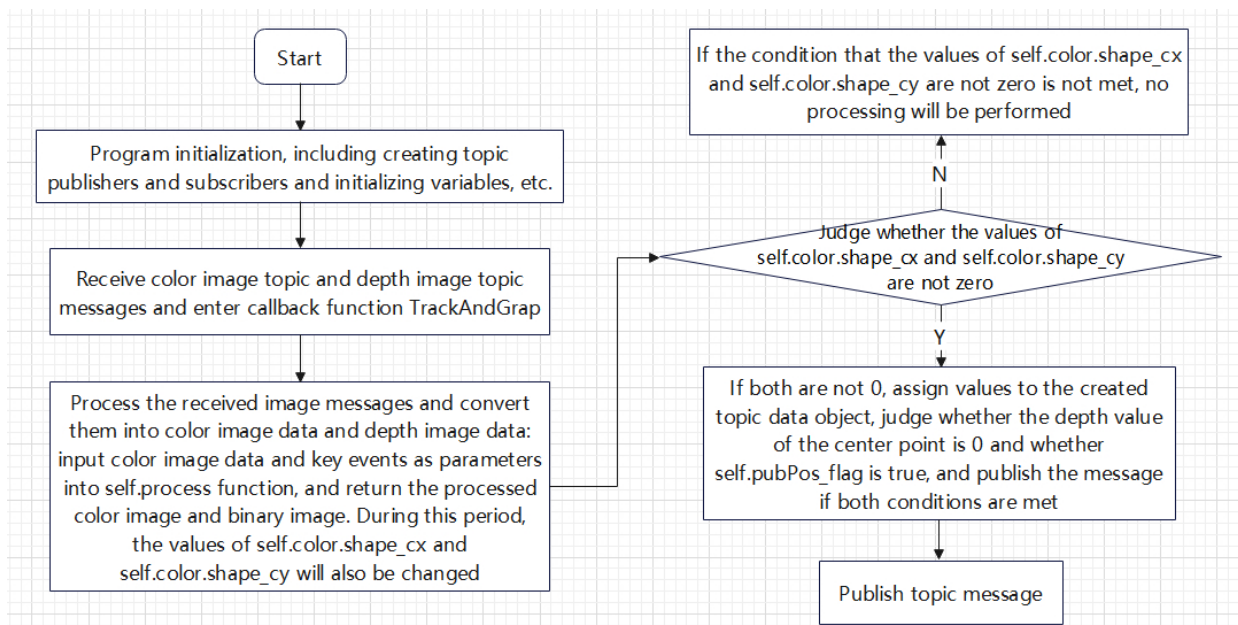 Start
Program initialization, including creating topic
publishers and subscribers and initializing variables, etc.
Receive color image topic and depth image topic
messages and enter callback function TrackAndGrap
Process the received image messages and convert
them into color image data and depth image data:
input color image data and key events as parameters
into self.process function, and return the processed
color image and binary image. During this period,
the values of self.color.shape_cx and
self.color.shape_cy will also be changed
If the condition that the values of self.color.shape_cx
and self.color.shape_cy are not zero is not met, no
processing will be performed
N
Judge whether the values of
self.color.shape_cx and self.color.shape_cy
are not zero
Y
If both are not 0, assign values to the created
topic data object, judge whether the depth value
of the center point is 0 and whether
self.pubPos_flag is true, and publish the message
if both conditions are met
Publish topic message